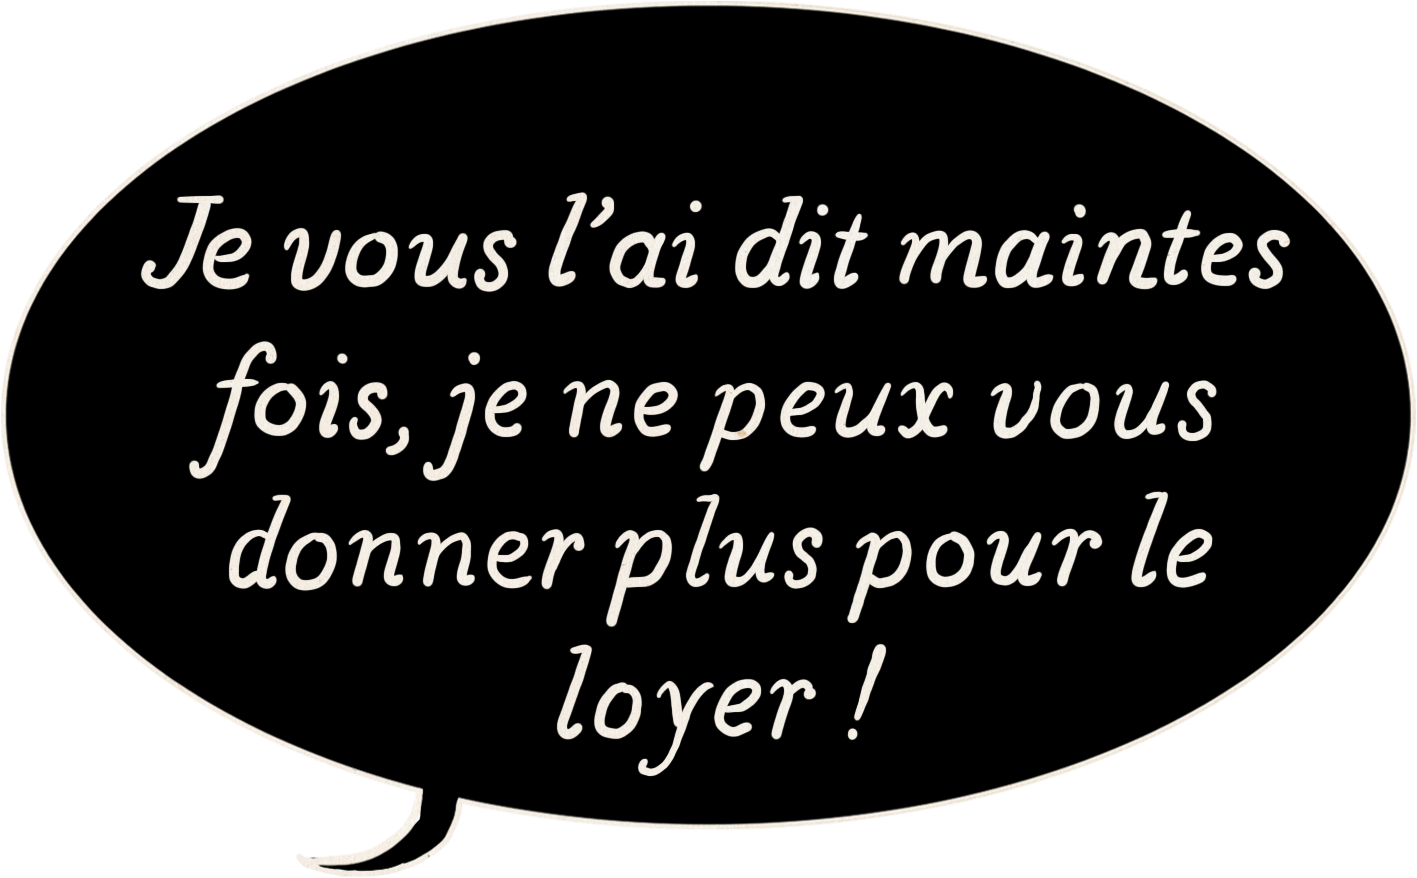 Je vous l’ai dit maintes
fois, je ne peux vous
donner plus pour le
loyer !